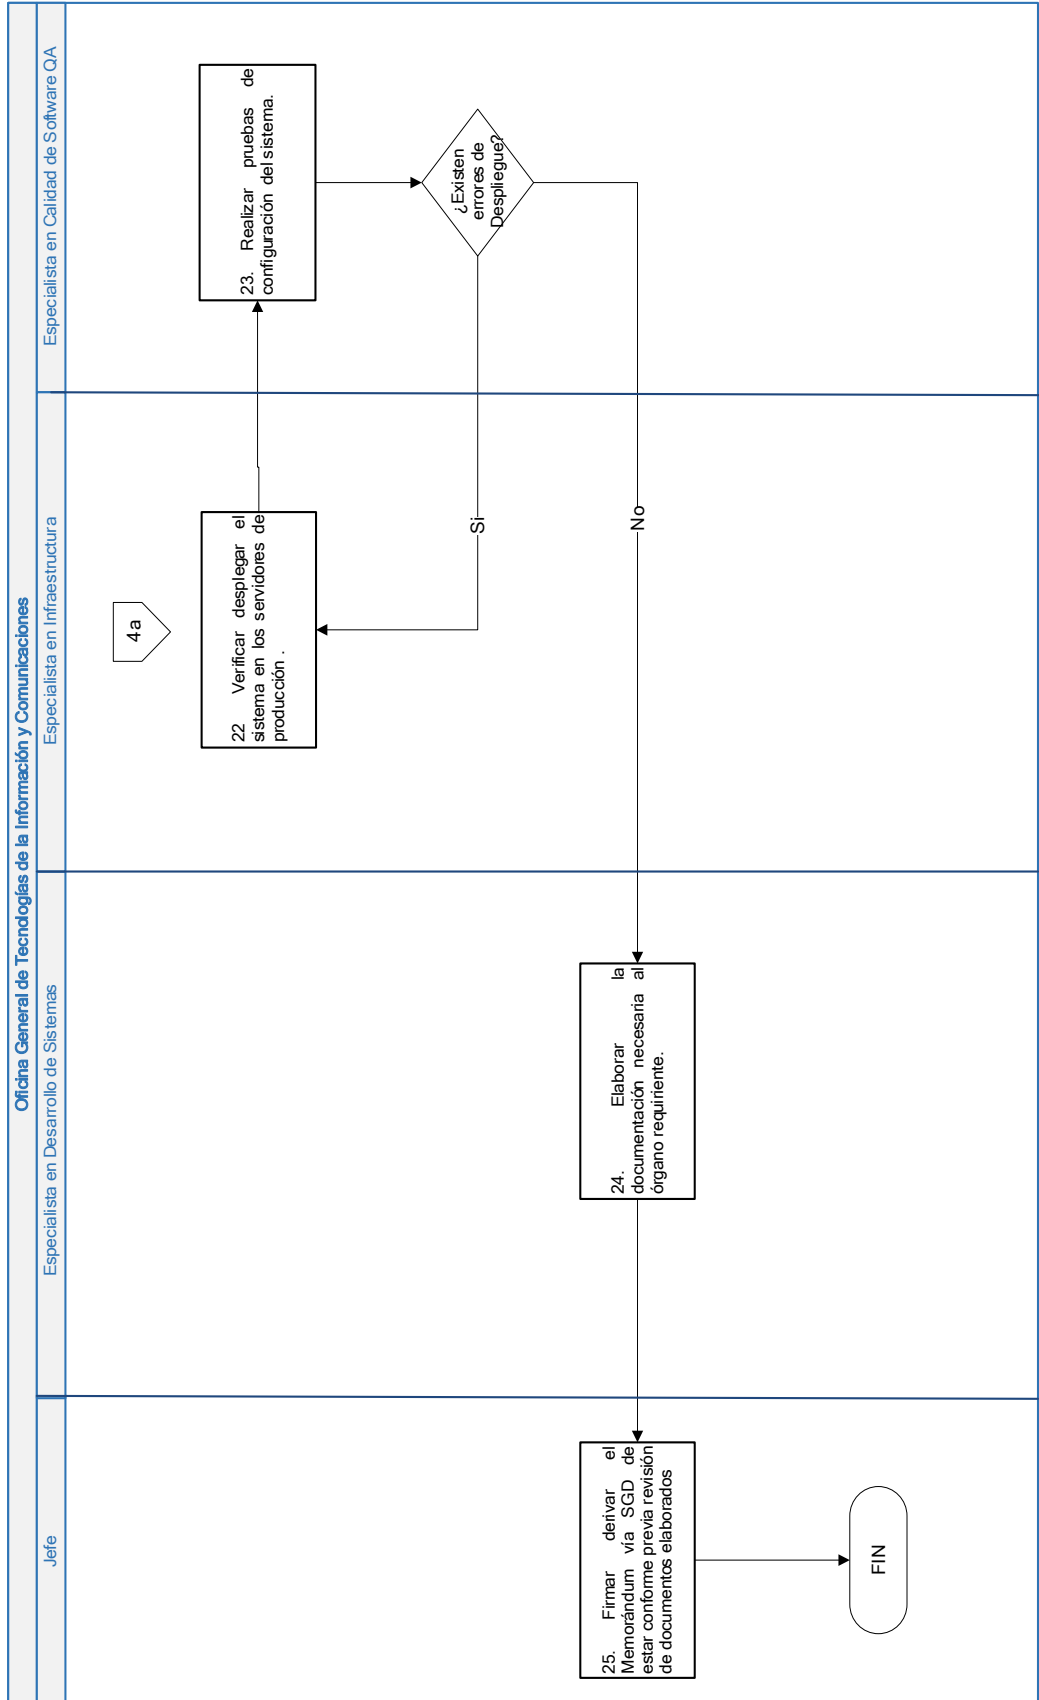 Oficina General de Tecnologías de la Información y Comunicaciones
Jefe
Especialista en Desarrollo de Sistemas
Especialista en Infraestructura
Especialista en Calidad de Software QA
4a
22 Verificar desplegar el
sistema en los servidores de
producción .
23. Realizar pruebas de
configuración del sistema.
¿Existen
errores de
Despliegue?
Si
No
24. Elaborar la
documentación necesaria al
órgano requiriente.
25. Firmar derivar el
Memorándum vía SGD de
estar conforme previa revisión
de documentos elaborados
FIN